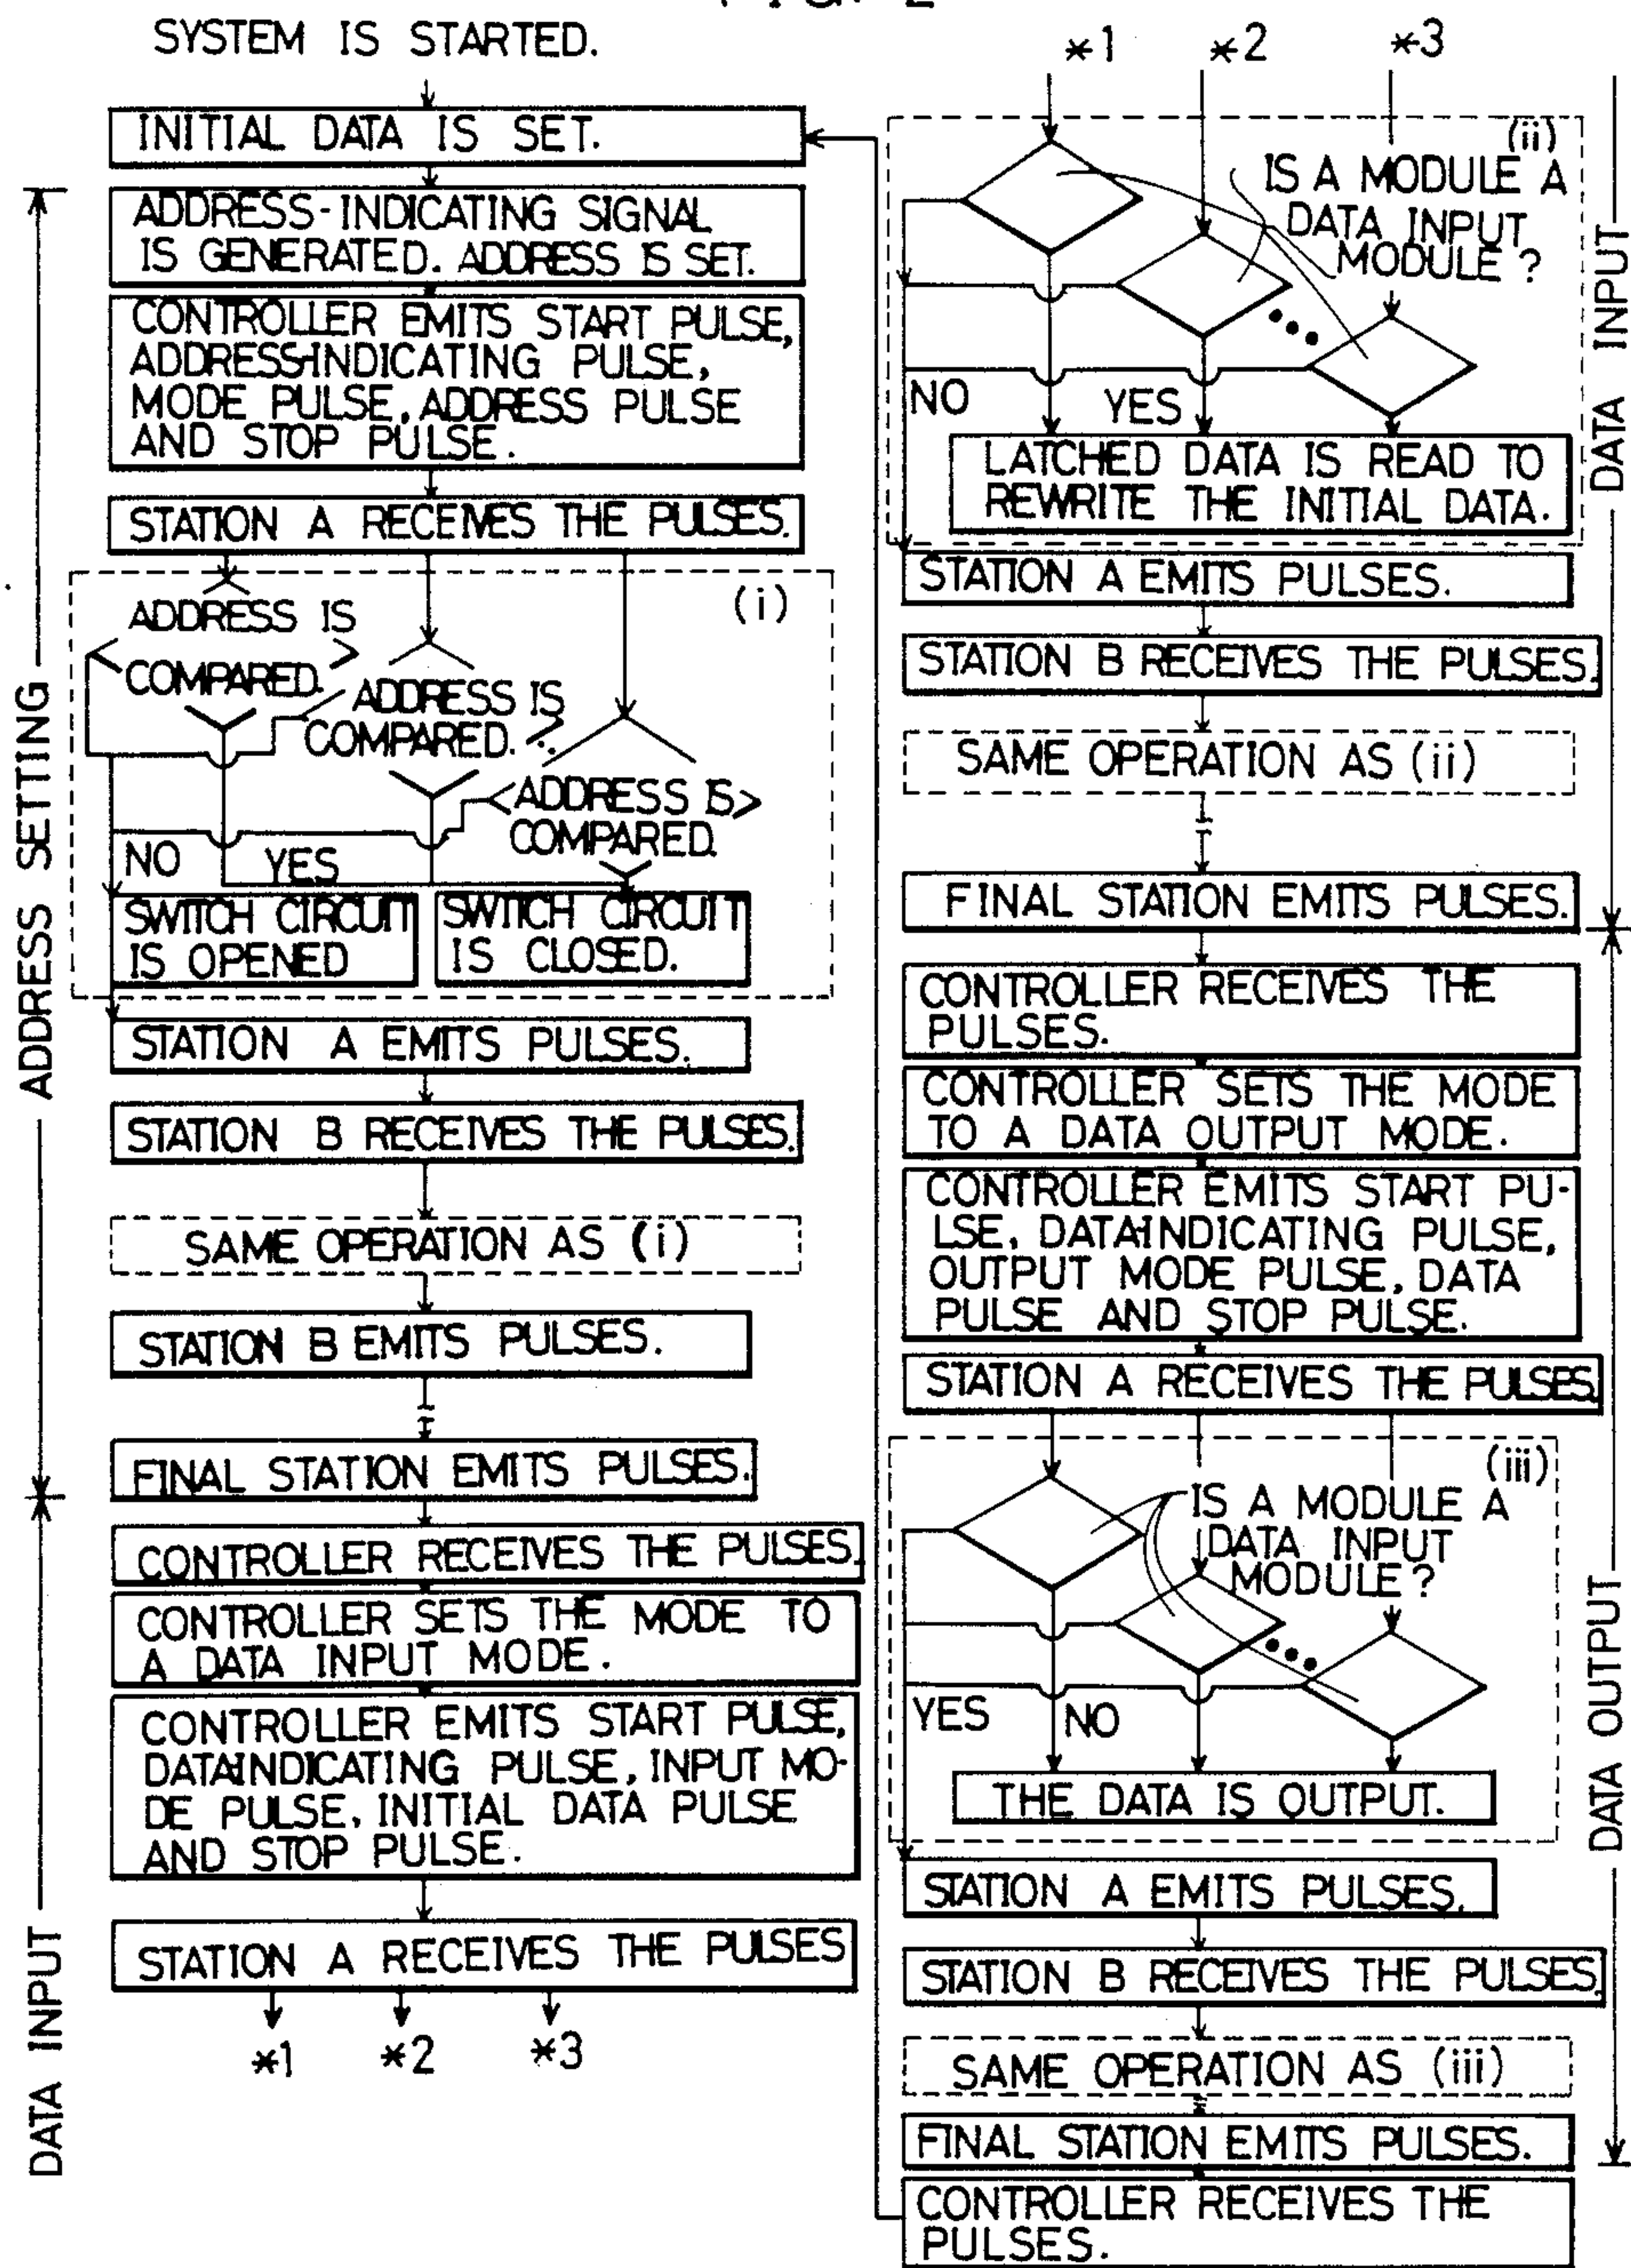 SYSTEM IS STARTED.
INITIAL DATA IS SET.
ADDRESS-INDICATING SIGNAL
IS GENERATED. ADDRESS IS SET.
CONTROLLER EMITS START PULSE,
ADDRESS-INDICATING PULSE,
MODE PULSE, ADDRESS PULSE
AND STOP PULSE.
STATION A RECEIVES THE PULSES.
(i)
ADDRESS IS
COMPARED.
ADDRESS IS
COMPARED.
ADDRESS IS
COMPARED.
NO
YES
SWITCH CIRCUIT
IS OPENED
SWITCH CIRCUIT
IS CLOSED.
STATION A EMITS PULSES.
STATION B RECEIVES THE PULSES.
SAME OPERATION AS (i)
STATION B EMITS PULSES.
FINAL STATION EMITS PULSES.
ADDRESS SETTING
CONTROLLER RECEIVES THE PULSES.
CONTROLLER SETS THE MODE TO
A DATA INPUT MODE.
CONTROLLER EMITS START PULSE,
DATA-INDICATING PULSE, INPUT MO-
DE PULSE, INITIAL DATA PULSE
AND STOP PULSE.
STATION A RECEIVES THE PULSES
*1 *2 *3
DATA INPUT
*1 *2 *3
(ii)
IS A MODULE A
DATA INPUT
MODULE ?
NO
YES
LATCHED DATA IS READ TO
REWRITE THE INITIAL DATA.
STATION A EMITS PULSES.
STATION B RECEIVES THE PULSES.
SAME OPERATION AS (ii)
FINAL STATION EMITS PULSES.
DATA INPUT
CONTROLLER RECEIVES THE
PULSES.
CONTROLLER SETS THE MODE
TO A DATA OUTPUT MODE.
CONTROLLER EMITS START PU-
LSE, DATA-INDICATING PULSE,
OUTPUT MODE PULSE, DATA
PULSE AND STOP PULSE.
STATION A RECEIVES THE PULSES.
(iii)
IS A MODULE A
DATA INPUT
MODULE ?
YES
NO
THE DATA IS OUTPUT.
STATION A EMITS PULSES.
STATION B RECEIVES THE PULSES.
SAME OPERATION AS (iii)
FINAL STATION EMITS PULSES.
DATA OUTPUT
CONTROLLER RECEIVES THE
PULSES.